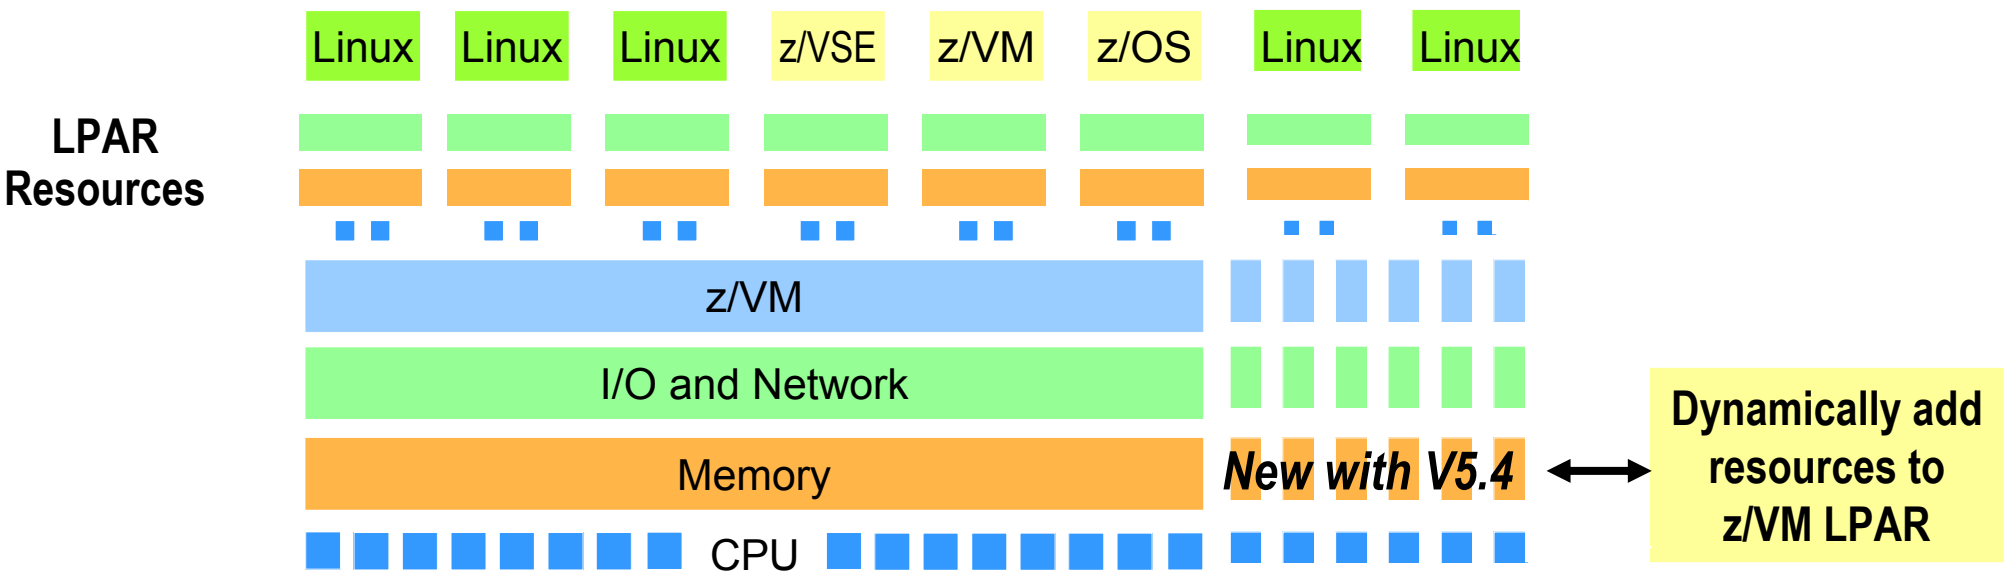 Linux Linux Linux z/VSE z/VM z/OS Linux Linux
LPAR
Resources
z/VM
I/O and Network
Memory
New with V5.4
CPU
Dynamically add
resources to
z/VM LPAR